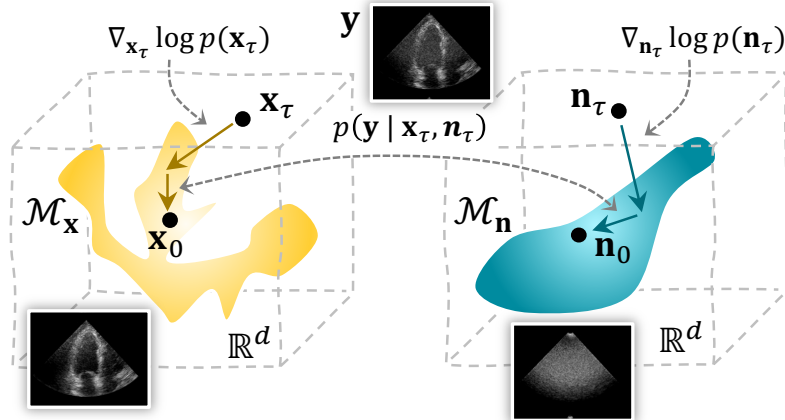 ∇𝐱_τ log p(𝐱_τ)
𝐲
∇𝐧_τ log p(𝐧_τ)
𝐱_τ
𝐧_τ
p(𝐲 | 𝐱_τ, 𝒏_τ)
ℳ_𝐱
𝐱_0
ℳ_𝐧
𝐧_0
ℝ^d
ℝ^d